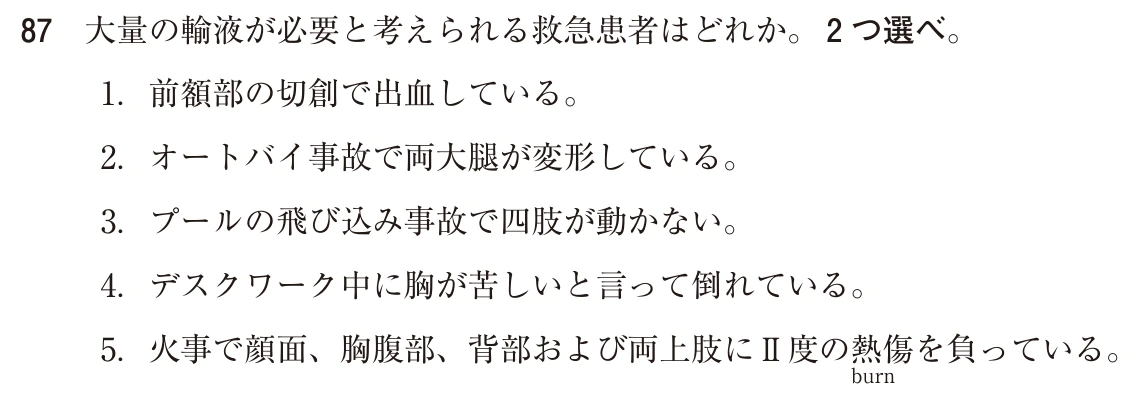 87 大量の輸液が必要と考えられる救急患者はどれか。2つ選べ。
1. 前額部の切創で出血している。
2. オートバイ事故で両大腿が変形している。
3. プールの飛び込み事故で四肢が動かない。
4. デスクワーク中に胸が苦しいと言って倒れている。
5. 火事で顔面、胸腹部、背部および両上肢にⅡ度の熱傷を負っている。
burn